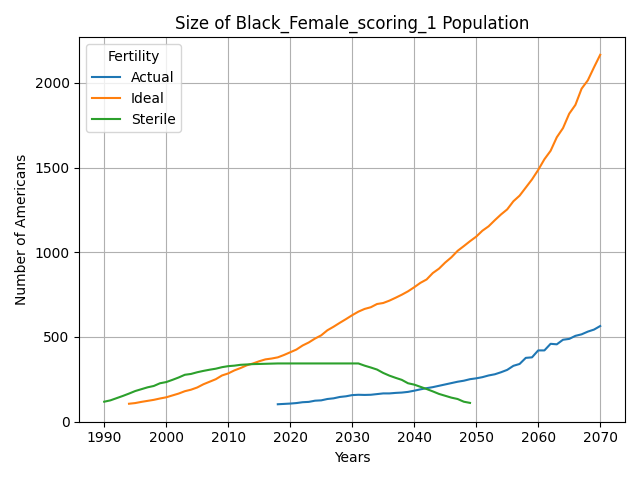 Size of Black_Female_scoring_1 Population
Fertility
Actual
Ideal
Sterile
Number of Americans
2000
1500
1000
500
0
1990 2000 2010 2020 2030 2040 2050 2060 2070
Years